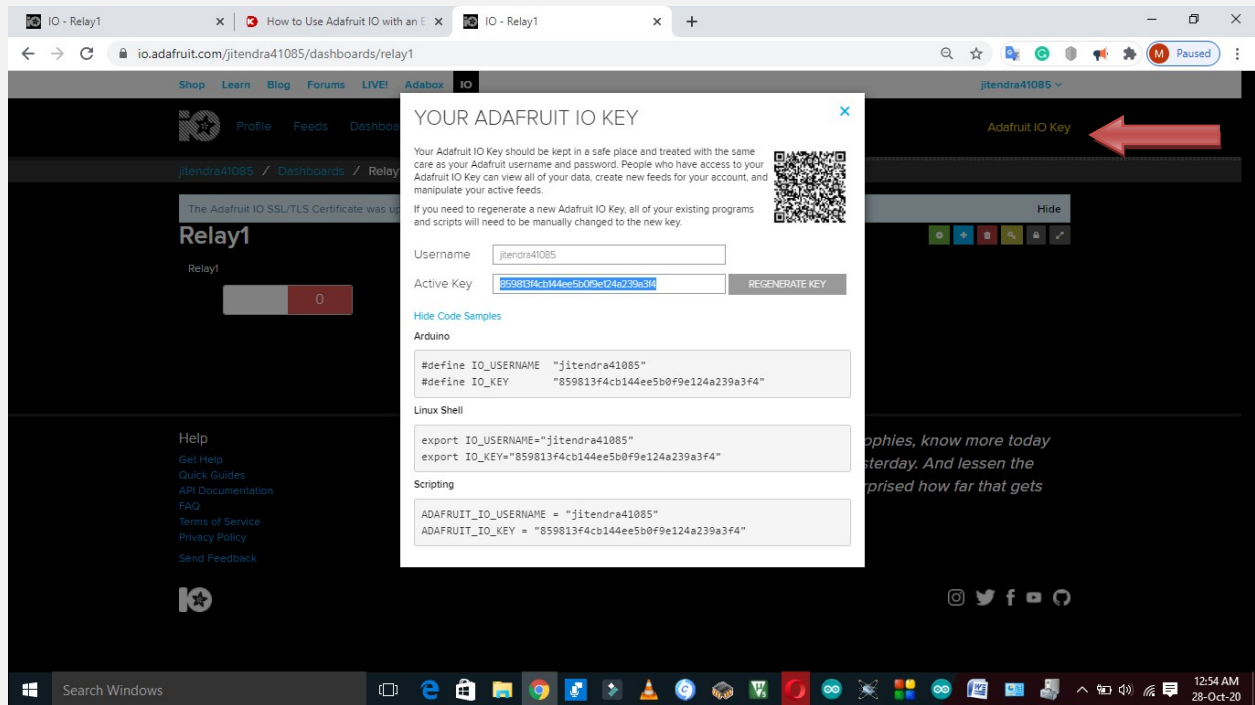 IO - Relay1
How to Use Adafruit IO with an E
IO - Relay1
io.adafruit.com/jitendra41085/dashboards/relay1
M Paused
Shop Learn Blog Forums LIVE! Adabox IO
jitendra41085
Profile Feeds Dashboa
Adafruit IO Key
jitendra41085 / Dashboards / Relay
The Adafruit IO SSL/TLS Certificate was up
Hide
Relay1
Relay1
0
YOUR ADAFRUIT IO KEY
Your Adafruit IO Key should be kept in a safe place and treated with the same
care as your Adafruit username and password. People who have access to your
Adafruit IO Key can view all of your data, create new feeds for your account, and
manipulate your active feeds.
If you need to regenerate a new Adafruit IO Key, all of your existing programs
and scripts will need to be manually changed to the new key.
Username jitendra41085
Active Key 859813f4cb144ee5b0f9e124a239a3f4 REGENERATE KEY
Hide Code Samples
Arduino
#define IO_USERNAME "jitendra41085"
#define IO_KEY "859813f4cb144ee5b0f9e124a239a3f4"
Linux Shell
export IO_USERNAME="jitendra41085"
export IO_KEY="859813f4cb144ee5b0f9e124a239a3f4"
Scripting
ADAFRUIT_IO_USERNAME = "jitendra41085"
ADAFRUIT_IO_KEY = "859813f4cb144ee5b0f9e124a239a3f4"
Help
Get Help
Quick Guides
API Documentation
FAQ
Terms of Service
Privacy Policy
Send Feedback
ophies, know more today
sterday. And lessen the
rprised how far that gets
Search Windows
12:54 AM
28-Oct-20